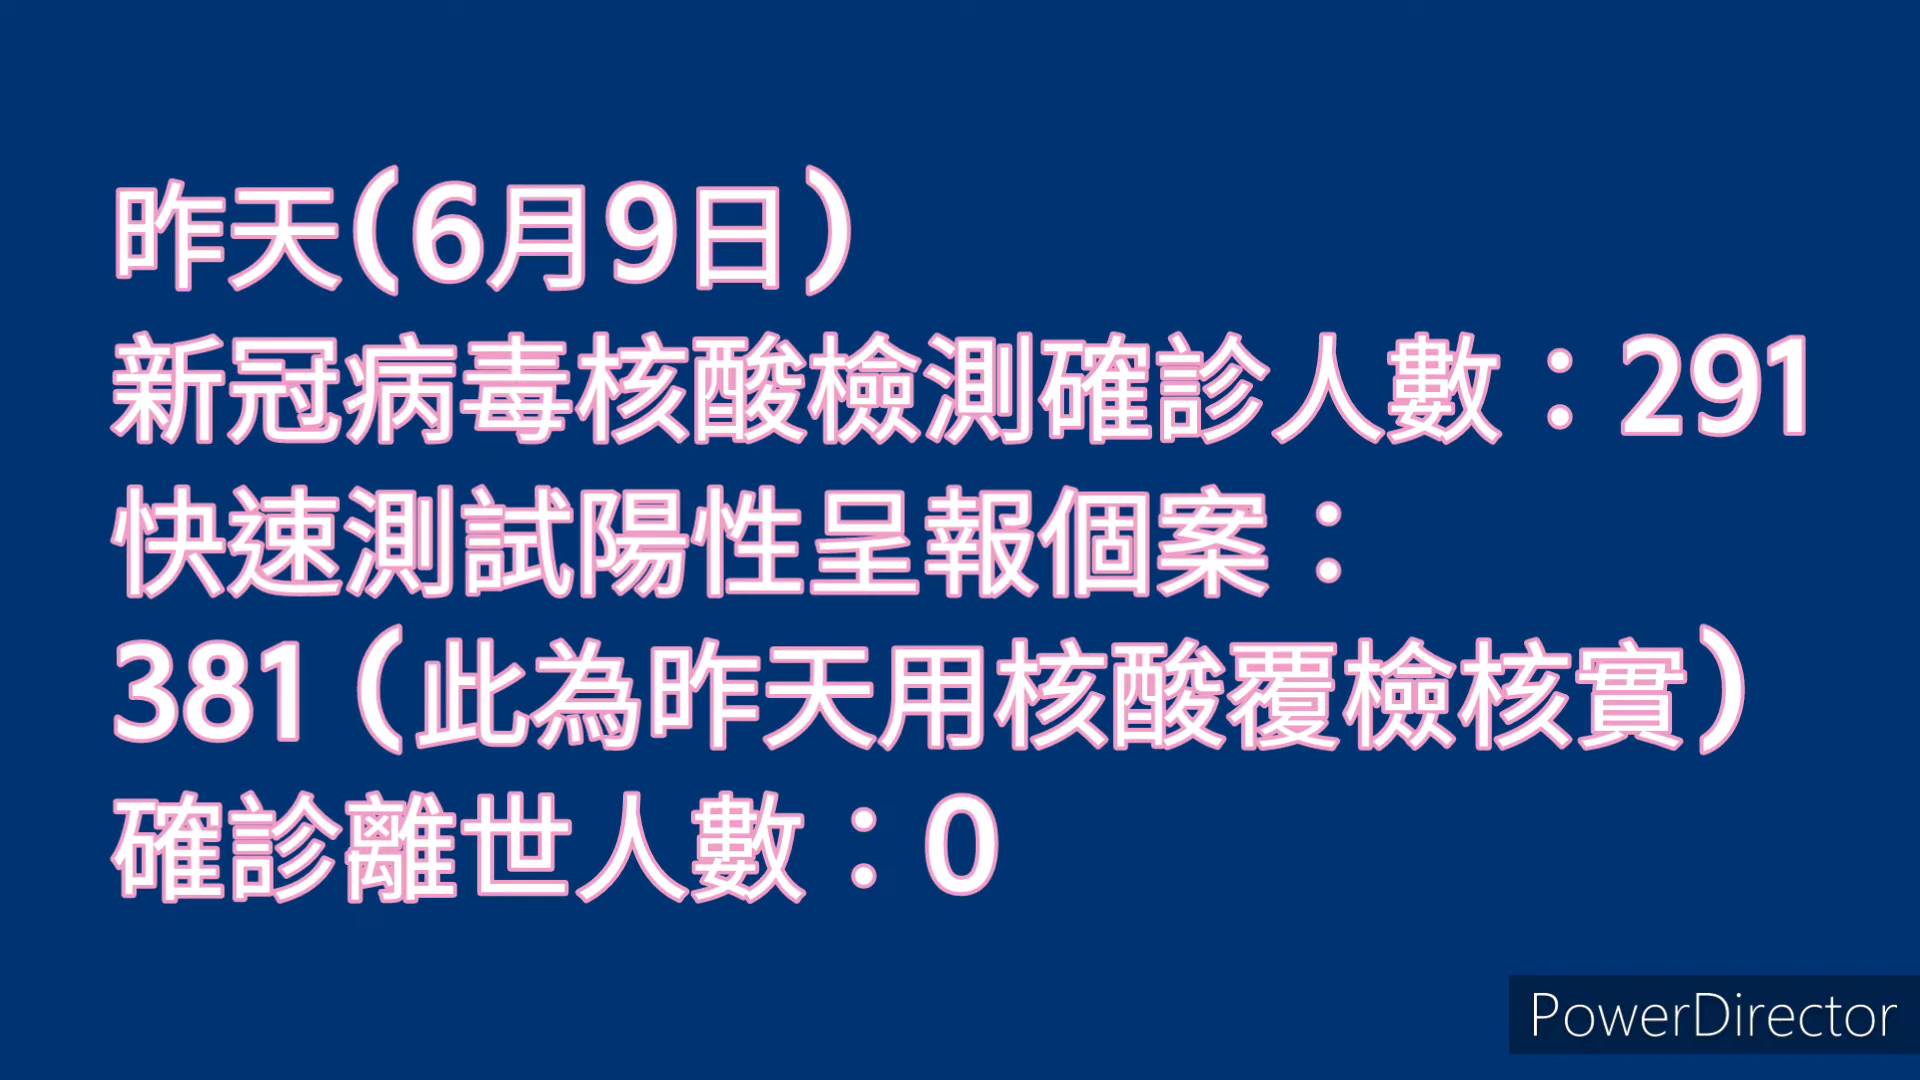 昨天(6月9日)
新冠病毒核酸檢測確診人數：291
快速測試陽性呈報個案：
381 (此為昨天用核酸覆檢核實)
確診離世人數：0
PowerDirector